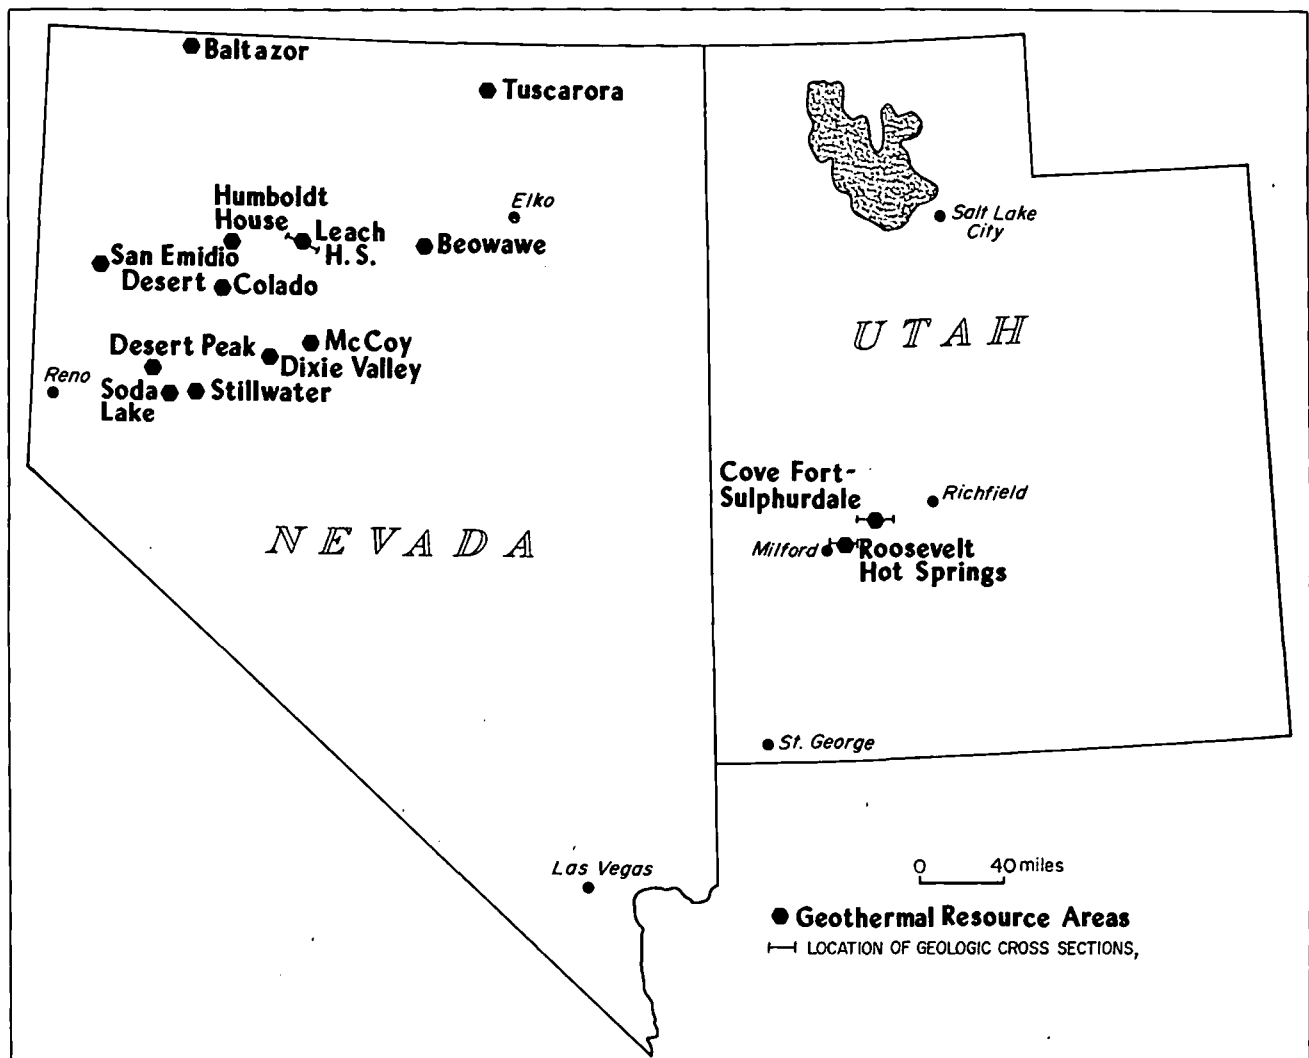 Baltazor
Tuscarora
Humboldt
House
Leach
H. S.
Elko
Beowawe
San Emidio
Desert
Colado
Desert Peak
McCoy
Dixie Valley
Reno
Soda
Lake
Stillwater
NEVADA
Las Vegas
Salt Lake
City
UTAH
Cove Fort-
Sulphurdale
Richfield
Milford
Roosevelt
Hot Springs
St. George
0 40 miles
Geothermal Resource Areas
LOCATION OF GEOLOGIC CROSS SECTIONS,